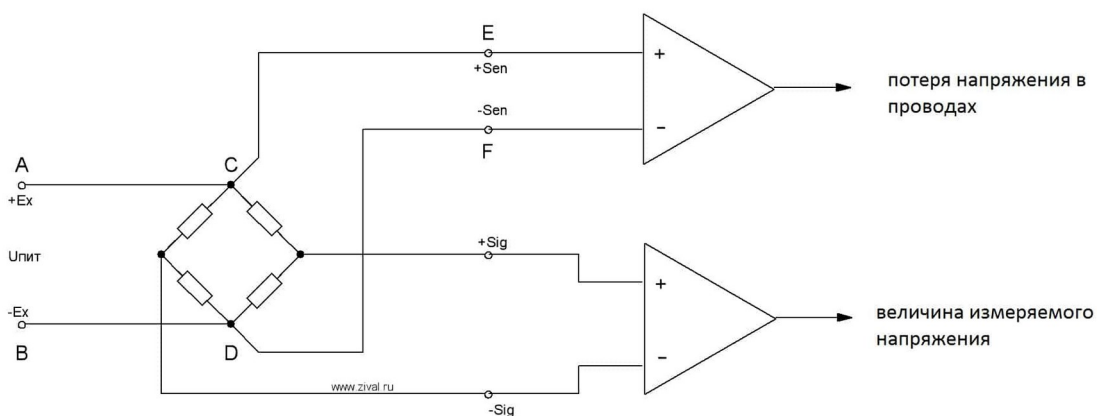 E
+Sen
+
потеря напряжения в
проводах
-Sen
−
F
A
C
+Ex
+Sig
Uпит
+
величина измеряемого
напряжения
-Ex
B
D
−
www.zival.ru
-Sig